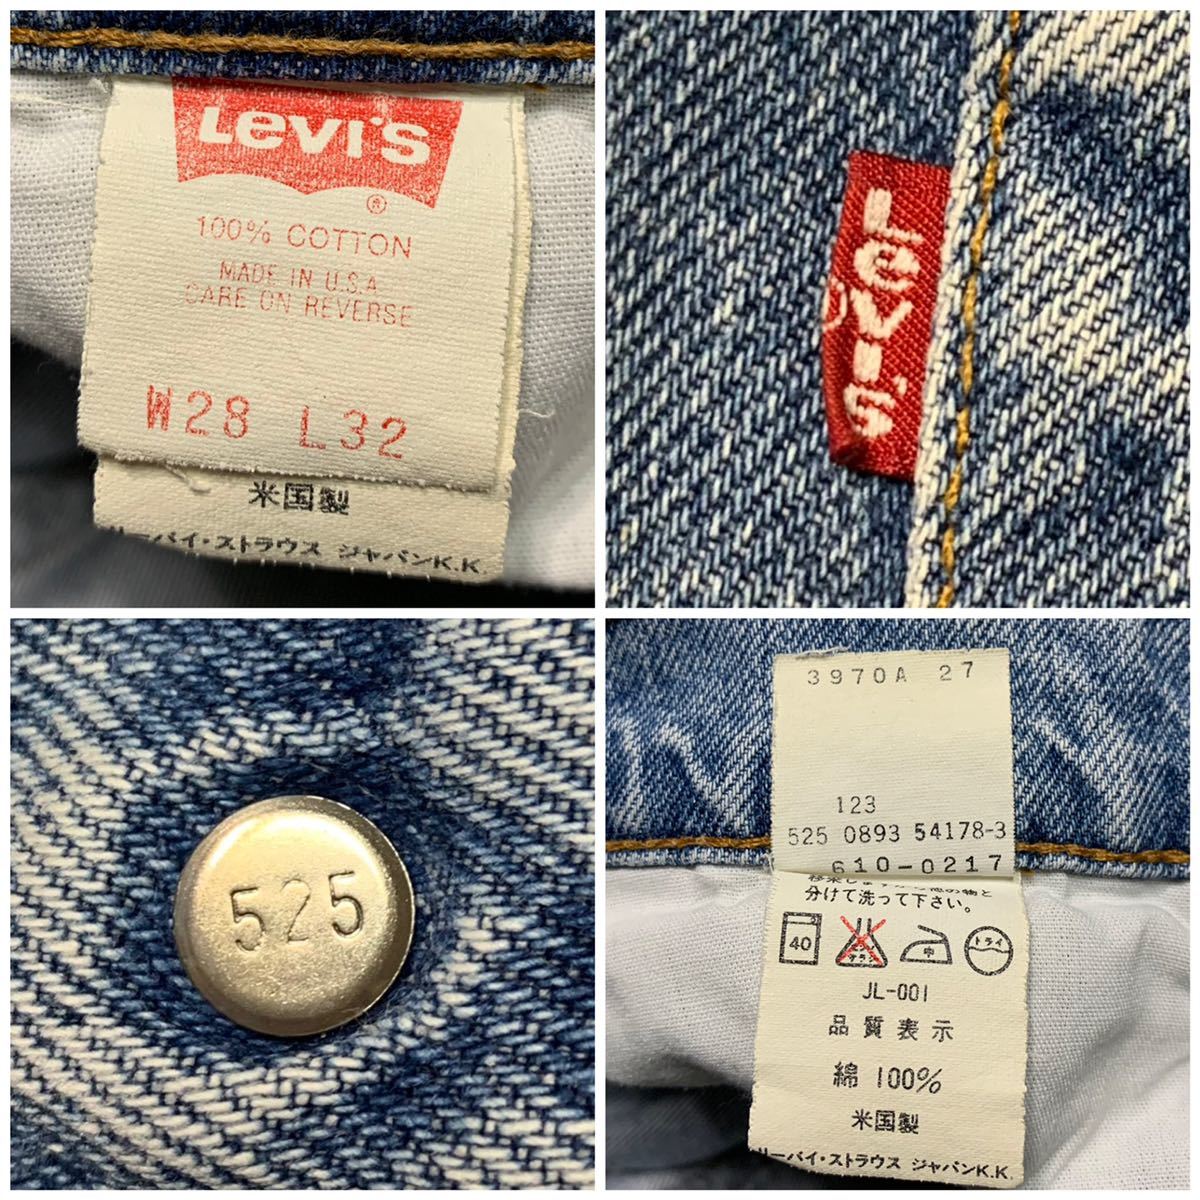 Levi's
®
100% COTTON
MADE IN U.S.A
CARE ON REVERSE
W28 L32
米国製
リーバイ・ストラウス ジャパンK.K.
Levi's
®
525
3970A 27
123
525 0893 54178-3
610-0217
分けて洗って下さい。
40
中
ドライ
JL-001
品質表示
綿 100%
米国製
リーバイ・ストラウス ジャパンK.K.